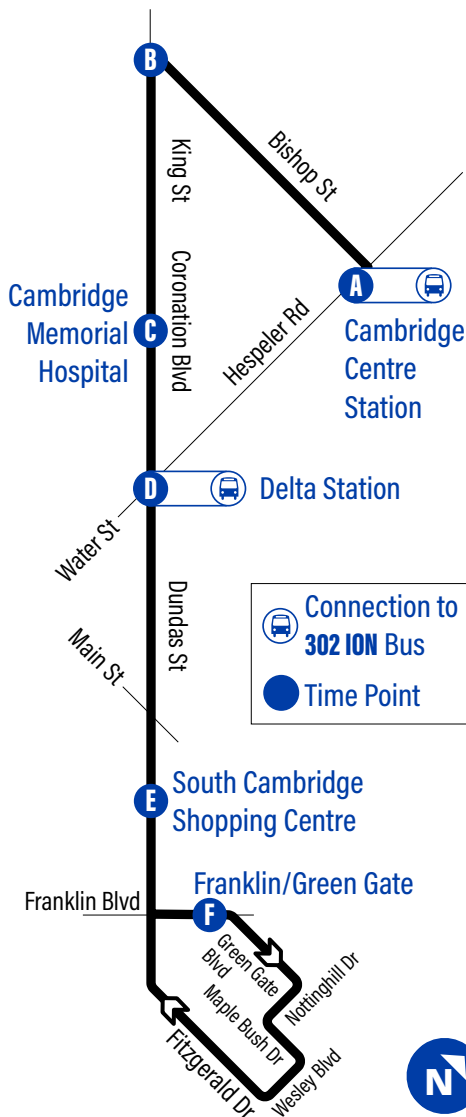 B
King St
Bishop St
A
Cambridge
Centre
Station
Hespeler Rd
Coronation Blvd
Cambridge
Memorial
Hospital
C
D
Delta Station
Water St
Dundas St
Main St
Connection to
302 ION Bus
Time Point
E
South Cambridge
Shopping Centre
Franklin/Green Gate
Franklin Blvd
F
Green Gate
Blvd
Nottinghill Dr
Maple Bush Dr
Wesley Blvd
Fitzgerald Dr
N